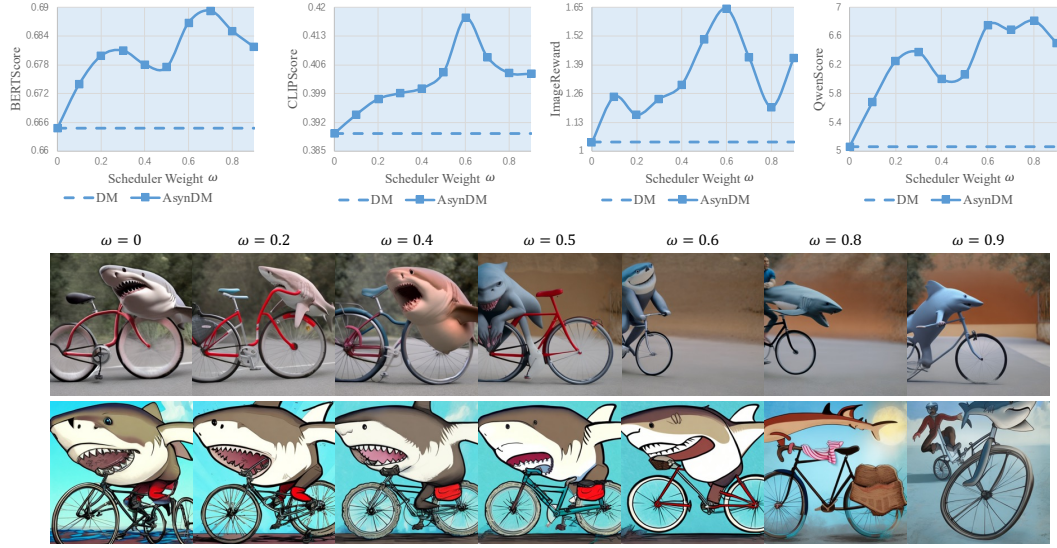 0.69
0.684
0.678
0.672
0.666
0.66
BERTScore
0 0.2 0.4 0.6 0.8
Scheduler Weight ω
DM AsynDM
0.42
0.413
0.406
0.399
0.392
0.385
CLIPScore
0 0.2 0.4 0.6 0.8
Scheduler Weight ω
DM AsynDM
1.65
1.52
1.39
1.26
1.13
1
ImageReward
0 0.2 0.4 0.6 0.8
Scheduler Weight ω
DM AsynDM
7
6.6
6.2
5.8
5.4
5
QwenScore
0 0.2 0.4 0.6 0.8
Scheduler Weight ω
DM AsynDM
ω = 0 ω = 0.2 ω = 0.4 ω = 0.5 ω = 0.6 ω = 0.8 ω = 0.9